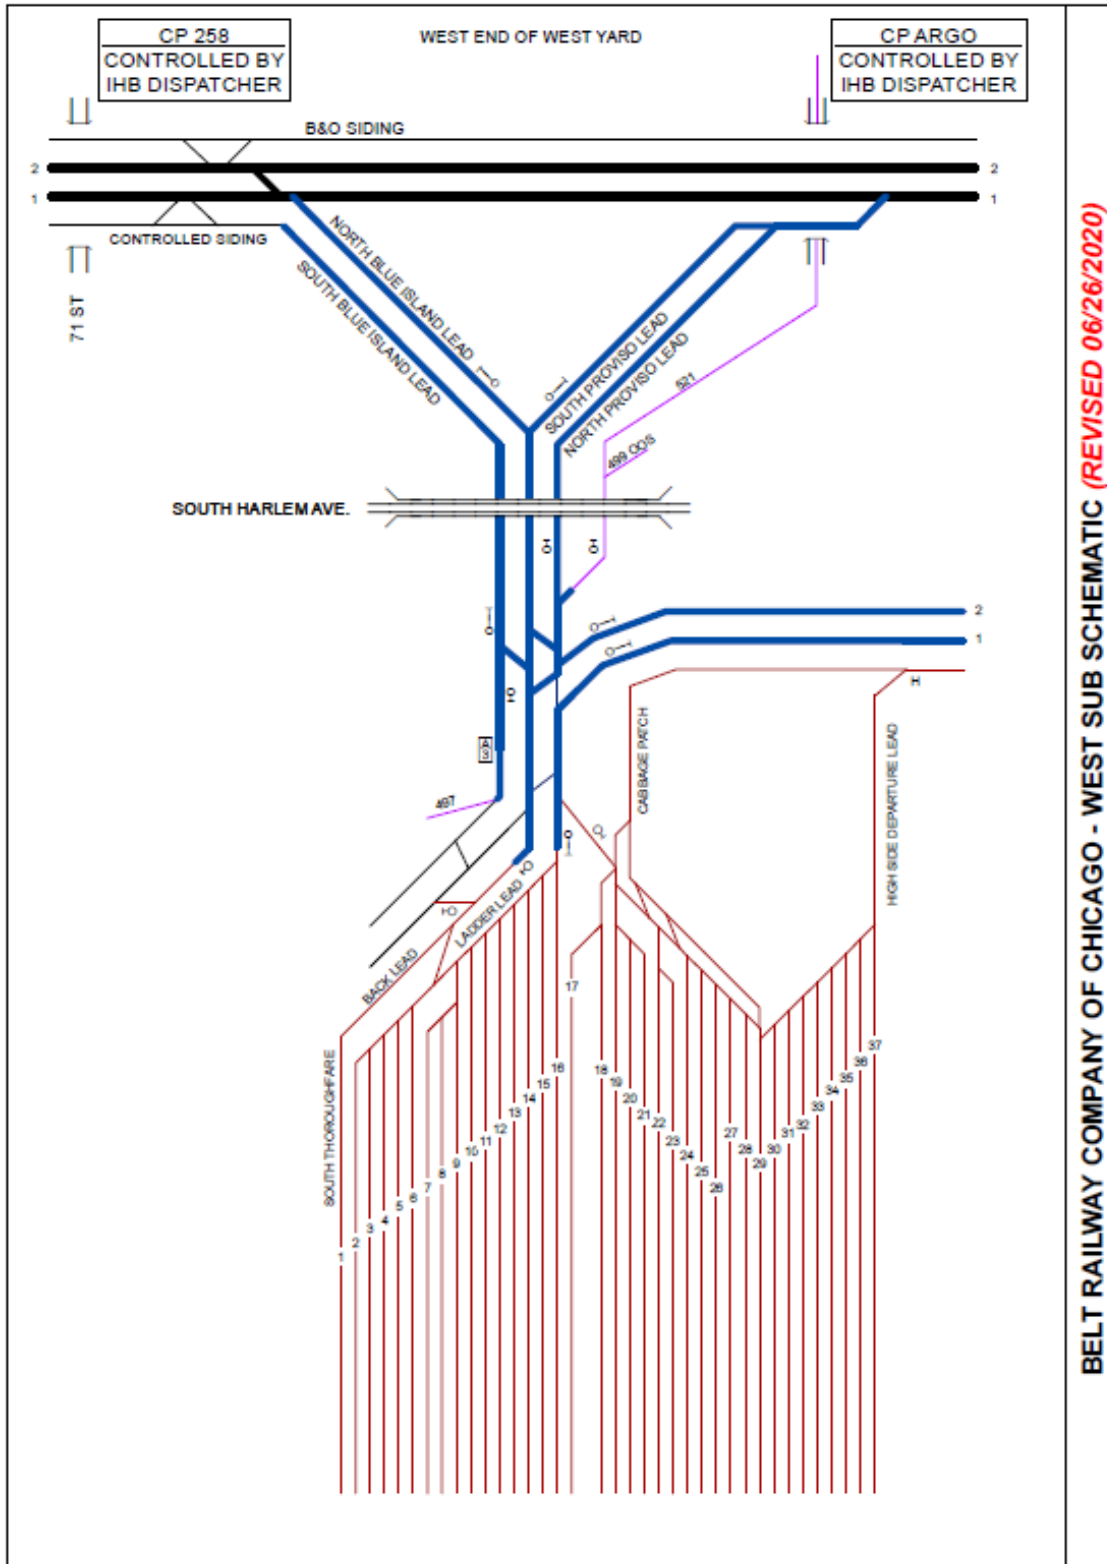 CP 258
CONTROLLED BY
IHB DISPATCHER
WEST END OF WEST YARD
CP ARGO
CONTROLLED BY
IHB DISPATCHER
B&O SIDING
2
2
1
1
CONTROLLED SIDING
71 ST
NORTH BLUE ISLAND LEAD
SOUTH BLUE ISLAND LEAD
SOUTH PROVISO LEAD
NORTH PROVISO LEAD
521
499 OOS
SOUTH HARLEM AVE.
2
1
H
CABBAGE PATCH
HIGH SIDE DEPARTURE LEAD
497
LADDER LEAD
BACK LEAD
SOUTH THOROUGHFARE
1
2
3
4
5
6
7
8
9
10
11
12
13
14
15
16
17
18
19
20
21
22
23
24
25
26
27
28
29
30
31
32
33
34
35
36
37
BELT RAILWAY COMPANY OF CHICAGO - WEST SUB SCHEMATIC (REVISED 06/26/2020)